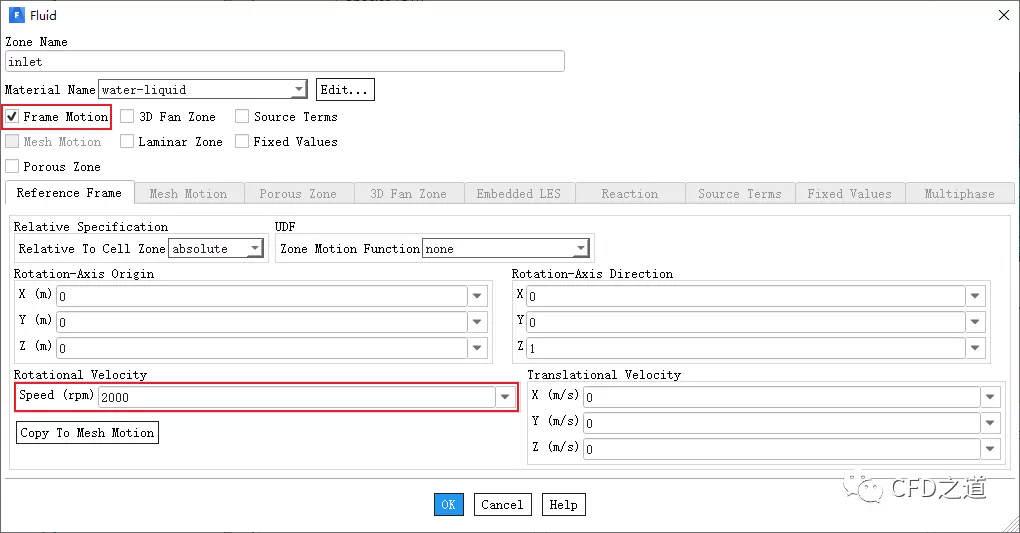 Fluid
Zone Name
inlet
Material Name water-liquid Edit...
Frame Motion 3D Fan Zone Source Terms
Mesh Motion Laminar Zone Fixed Values
Porous Zone
Reference Frame Mesh Motion Porous Zone 3D Fan Zone Embedded LES Reaction Source Terms Fixed Values Multiphase
Relative Specification UDF
Relative To Cell Zone absolute Zone Motion Function none
Rotation-Axis Origin Rotation-Axis Direction
X (m) 0 X 0
Y (m) 0 Y 0
Z (m) 0 Z 1
Rotational Velocity Translational Velocity
Speed (rpm) 2000 X (m/s) 0
Copy To Mesh Motion Y (m/s) 0
Z (m/s) 0
OK Cancel Help
CFD之道